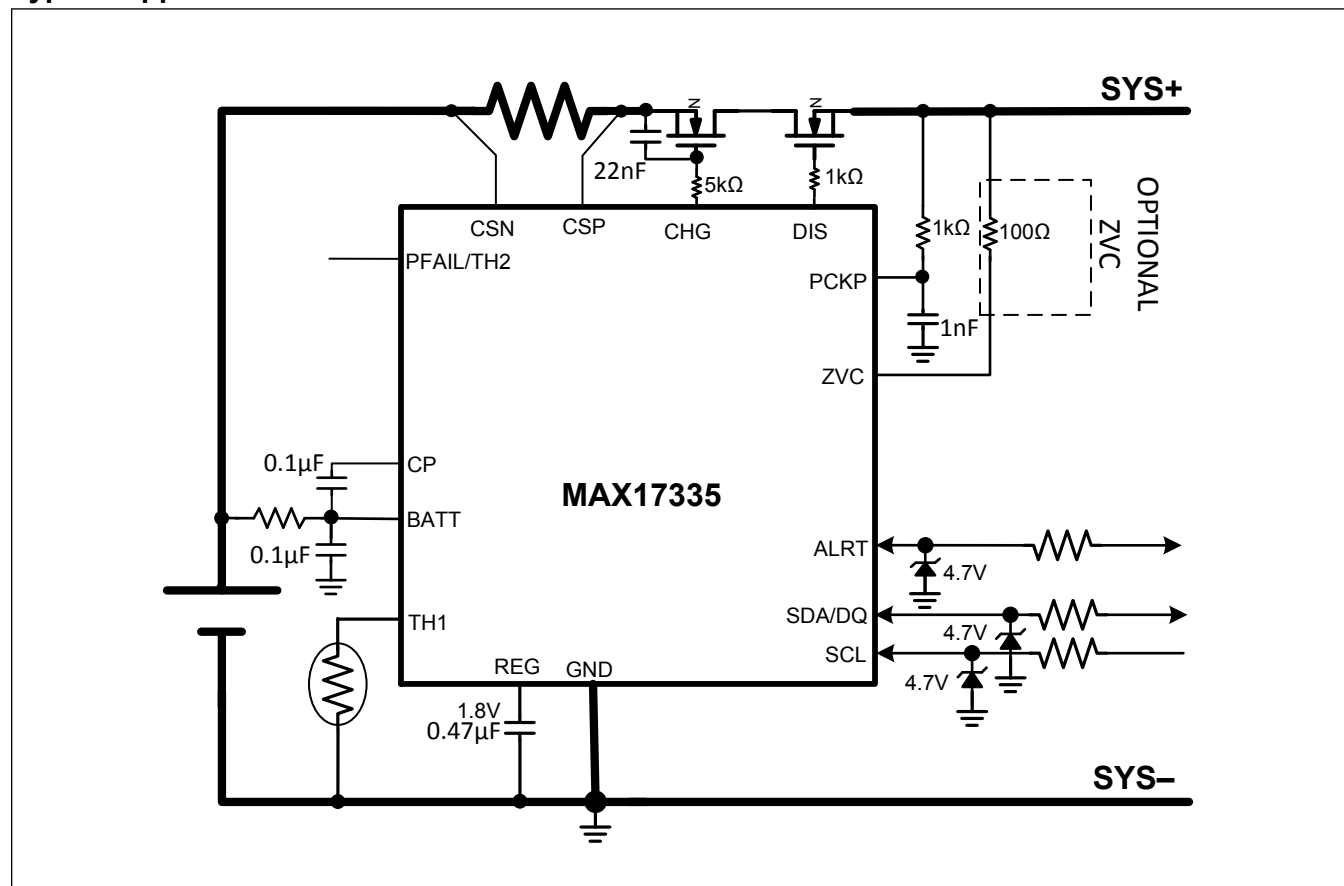 SYS+
N
N
22nF
5kΩ
1kΩ
CSN
CSP
CHG
DIS
1kΩ
100Ω
OPTIONAL
ZVC
PFAIL/TH2
PCKP
1nF
ZVC
0.1µF
CP
MAX17335
BATT
0.1µF
ALRT
4.7V
TH1
SDA/DQ
4.7V
SCL
4.7V
REG
GND
1.8V
0.47µF
SYS–